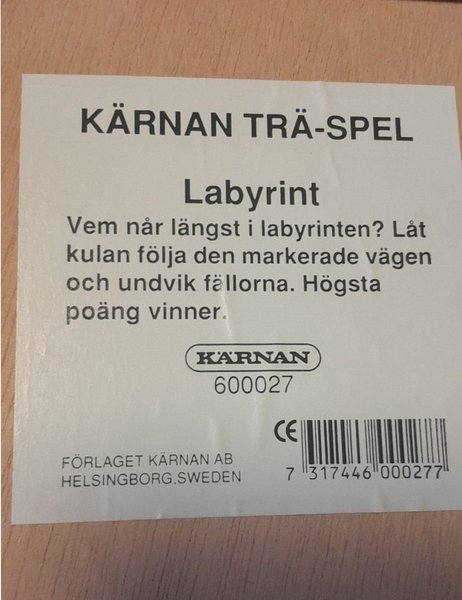 KÄRNAN TRÄ-SPEL
Labyrint
Vem når längst i labyrinten? Låt
kulan följa den markerade vägen
och undvik fällorna. Högsta
poäng vinner.
KÄRNAN
600027
CE
FÖRLAGET KÄRNAN AB
HELSINGBORG.SWEDEN
7 317446 000277